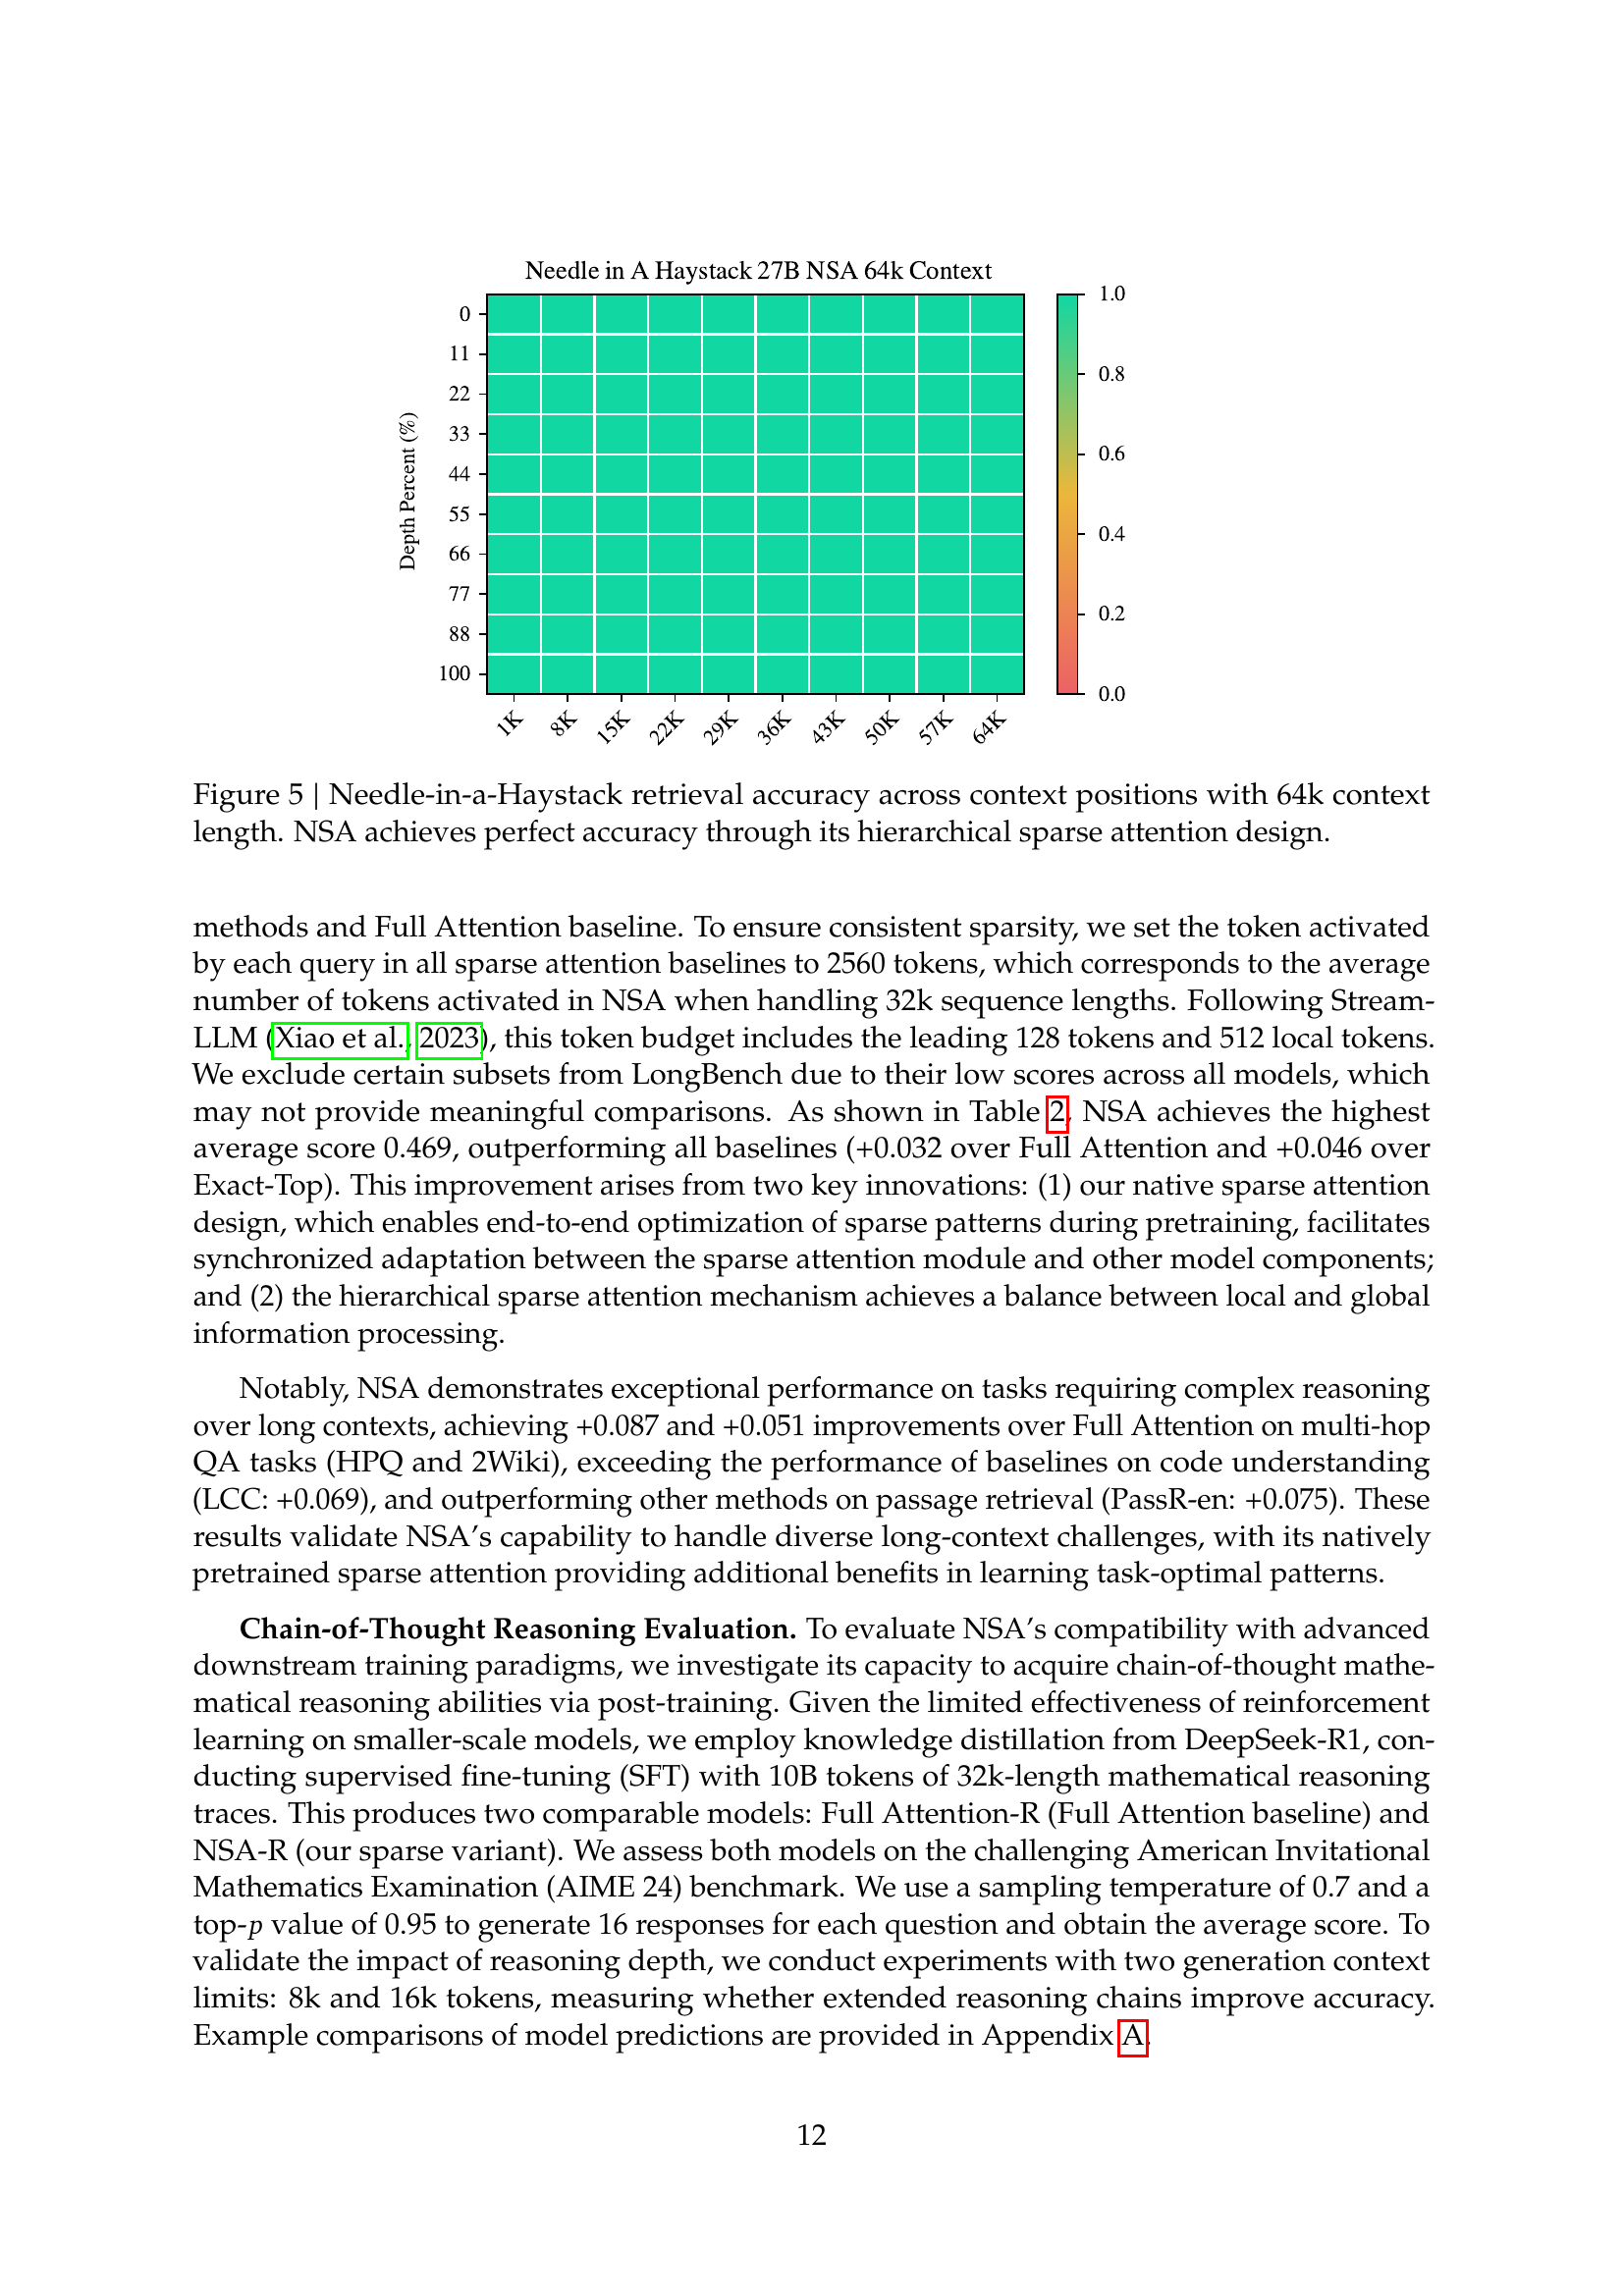 Needle in A Haystack 27B NSA 64k Context
Depth Percent (%)
0
11
22
33
44
55
66
77
88
100
1K
8K
15K
22K
29K
36K
43K
50K
57K
64K
1.0
0.8
0.6
0.4
0.2
0.0
Figure 5 | Needle-in-a-Haystack retrieval accuracy across context positions with 64k context
length. NSA achieves perfect accuracy through its hierarchical sparse attention design.
methods and Full Attention baseline. To ensure consistent sparsity, we set the token activated
by each query in all sparse attention baselines to 2560 tokens, which corresponds to the average
number of tokens activated in NSA when handling 32k sequence lengths. Following Stream-
LLM (Xiao et al., 2023), this token budget includes the leading 128 tokens and 512 local tokens.
We exclude certain subsets from LongBench due to their low scores across all models, which
may not provide meaningful comparisons. As shown in Table 2, NSA achieves the highest
average score 0.469, outperforming all baselines (+0.032 over Full Attention and +0.046 over
Exact-Top). This improvement arises from two key innovations: (1) our native sparse attention
design, which enables end-to-end optimization of sparse patterns during pretraining, facilitates
synchronized adaptation between the sparse attention module and other model components;
and (2) the hierarchical sparse attention mechanism achieves a balance between local and global
information processing.
Notably, NSA demonstrates exceptional performance on tasks requiring complex reasoning
over long contexts, achieving +0.087 and +0.051 improvements over Full Attention on multi-hop
QA tasks (HPQ and 2Wiki), exceeding the performance of baselines on code understanding
(LCC: +0.069), and outperforming other methods on passage retrieval (PassR-en: +0.075). These
results validate NSA's capability to handle diverse long-context challenges, with its natively
pretrained sparse attention providing additional benefits in learning task-optimal patterns.
Chain-of-Thought Reasoning Evaluation. To evaluate NSA's compatibility with advanced
downstream training paradigms, we investigate its capacity to acquire chain-of-thought mathe-
matical reasoning abilities via post-training. Given the limited effectiveness of reinforcement
learning on smaller-scale models, we employ knowledge distillation from DeepSeek-R1, con-
ducting supervised fine-tuning (SFT) with 10B tokens of 32k-length mathematical reasoning
traces. This produces two comparable models: Full Attention-R (Full Attention baseline) and
NSA-R (our sparse variant). We assess both models on the challenging American Invitational
Mathematics Examination (AIME 24) benchmark. We use a sampling temperature of 0.7 and a
top-p value of 0.95 to generate 16 responses for each question and obtain the average score. To
validate the impact of reasoning depth, we conduct experiments with two generation context
limits: 8k and 16k tokens, measuring whether extended reasoning chains improve accuracy.
Example comparisons of model predictions are provided in Appendix A.
12